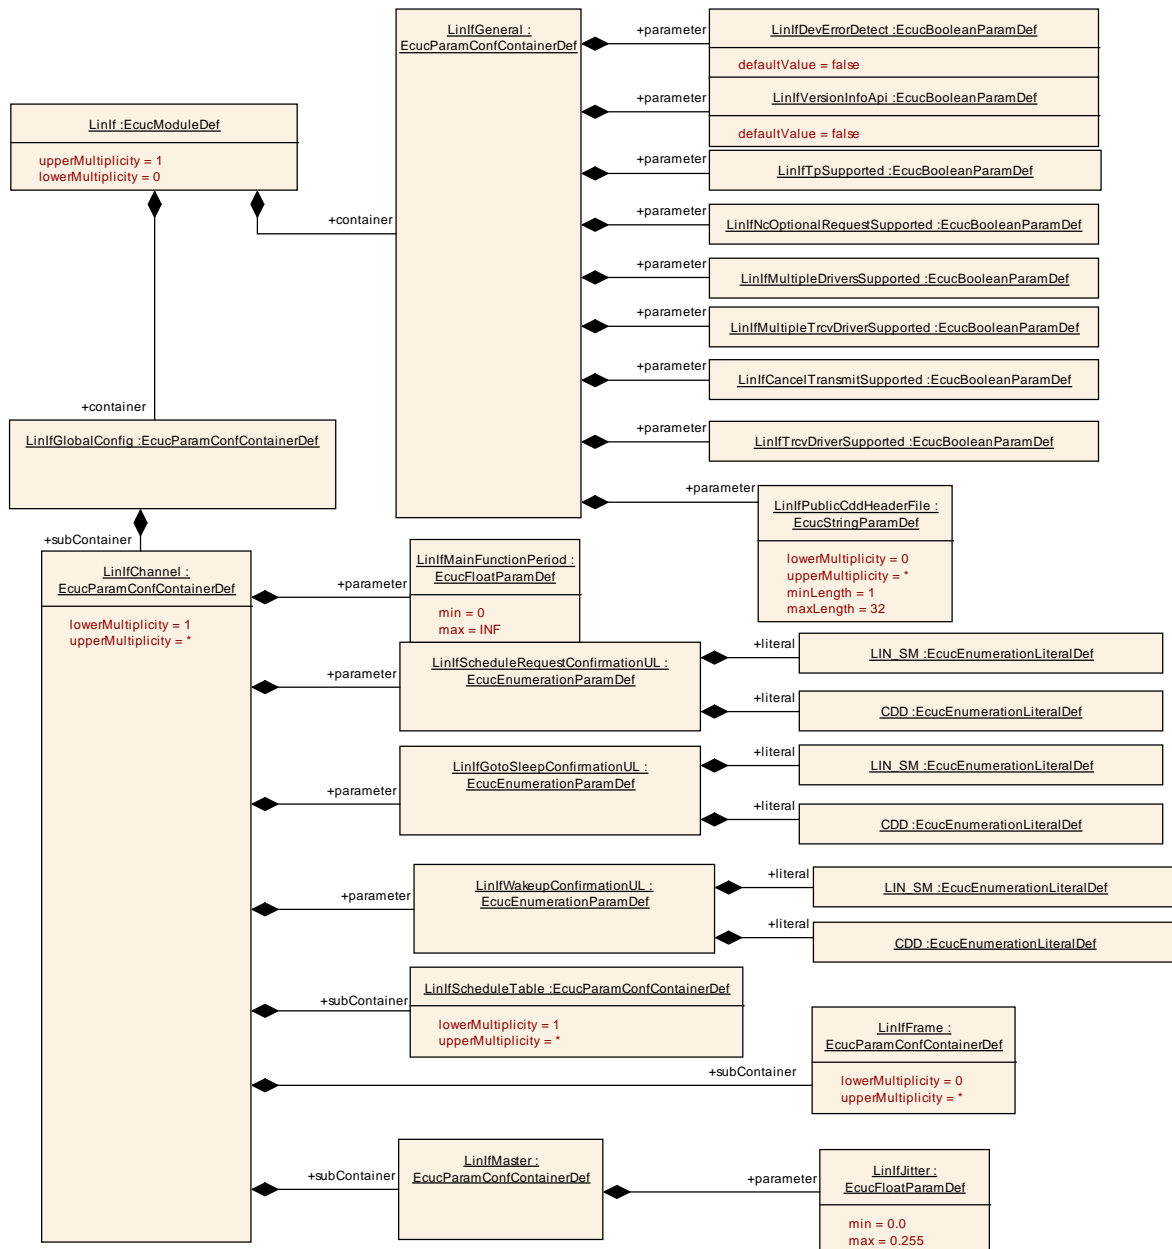 LinIfGeneral :
EcucParamConfContainerDef
+parameter
LinIfDevErrorDetect :EcucBooleanParamDef
defaultValue = false
+parameter
LinIfVersionInfoApi :EcucBooleanParamDef
defaultValue = false
LinIf :EcucModuleDef
upperMultiplicity = 1
lowerMultiplicity = 0
+parameter
LinIfTpSupported :EcucBooleanParamDef
+container
+parameter
LinIfNcOptionalRequestSupported :EcucBooleanParamDef
+parameter
LinIfMultipleDriversSupported :EcucBooleanParamDef
+parameter
LinIfMultipleTrcvDriverSupported :EcucBooleanParamDef
+parameter
LinIfCancelTransmitSupported :EcucBooleanParamDef
+container
+parameter
LinIfTrcvDriverSupported :EcucBooleanParamDef
LinIfGlobalConfig :EcucParamConfContainerDef
+parameter
LinIfPublicCddHeaderFile :
EcucStringParamDef
lowerMultiplicity = 0
upperMultiplicity = *
minLength = 1
maxLength = 32
+subContainer
LinIfChannel :
EcucParamConfContainerDef
lowerMultiplicity = 1
upperMultiplicity = *
+parameter
LinIfMainFunctionPeriod :
EcucFloatParamDef
min = 0
max = INF
+parameter
LinIfScheduleRequestConfirmationUL :
EcucEnumerationParamDef
+literal
LIN_SM :EcucEnumerationLiteralDef
+literal
CDD :EcucEnumerationLiteralDef
+parameter
LinIfGotoSleepConfirmationUL :
EcucEnumerationParamDef
+literal
LIN_SM :EcucEnumerationLiteralDef
+literal
CDD :EcucEnumerationLiteralDef
+parameter
LinIfWakeupConfirmationUL :
EcucEnumerationParamDef
+literal
LIN_SM :EcucEnumerationLiteralDef
+literal
CDD :EcucEnumerationLiteralDef
+subContainer
LinIfScheduleTable :EcucParamConfContainerDef
lowerMultiplicity = 1
upperMultiplicity = *
+subContainer
LinIfFrame :
EcucParamConfContainerDef
lowerMultiplicity = 0
upperMultiplicity = *
+subContainer
LinIfMaster :
EcucParamConfContainerDef
+parameter
LinIfJitter :
EcucFloatParamDef
min = 0.0
max = 0.255